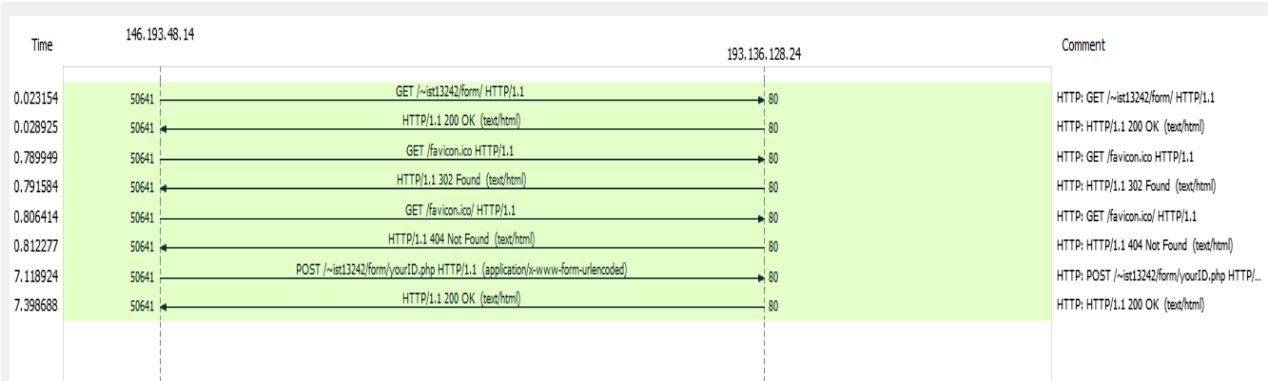 146.193.48.14
Time
193.136.128.24
Comment
0.023154 50641 GET /~ist13242/form/ HTTP/1.1 80 HTTP: GET /~ist13242/form/ HTTP/1.1
0.028925 50641 HTTP/1.1 200 OK (text/html) 80 HTTP: HTTP/1.1 200 OK (text/html)
0.789949 50641 GET /favicon.ico HTTP/1.1 80 HTTP: GET /favicon.ico HTTP/1.1
0.791584 50641 HTTP/1.1 302 Found (text/html) 80 HTTP: HTTP/1.1 302 Found (text/html)
0.806414 50641 GET /favicon.ico/ HTTP/1.1 80 HTTP: GET /favicon.ico/ HTTP/1.1
0.812277 50641 HTTP/1.1 404 Not Found (text/html) 80 HTTP: HTTP/1.1 404 Not Found (text/html)
7.118924 50641 POST /~ist13242/form/yourID.php HTTP/1.1 (application/x-www-form-urlencoded) 80 HTTP: POST /~ist13242/form/yourID.php HTTP/...
7.398688 50641 HTTP/1.1 200 OK (text/html) 80 HTTP: HTTP/1.1 200 OK (text/html)